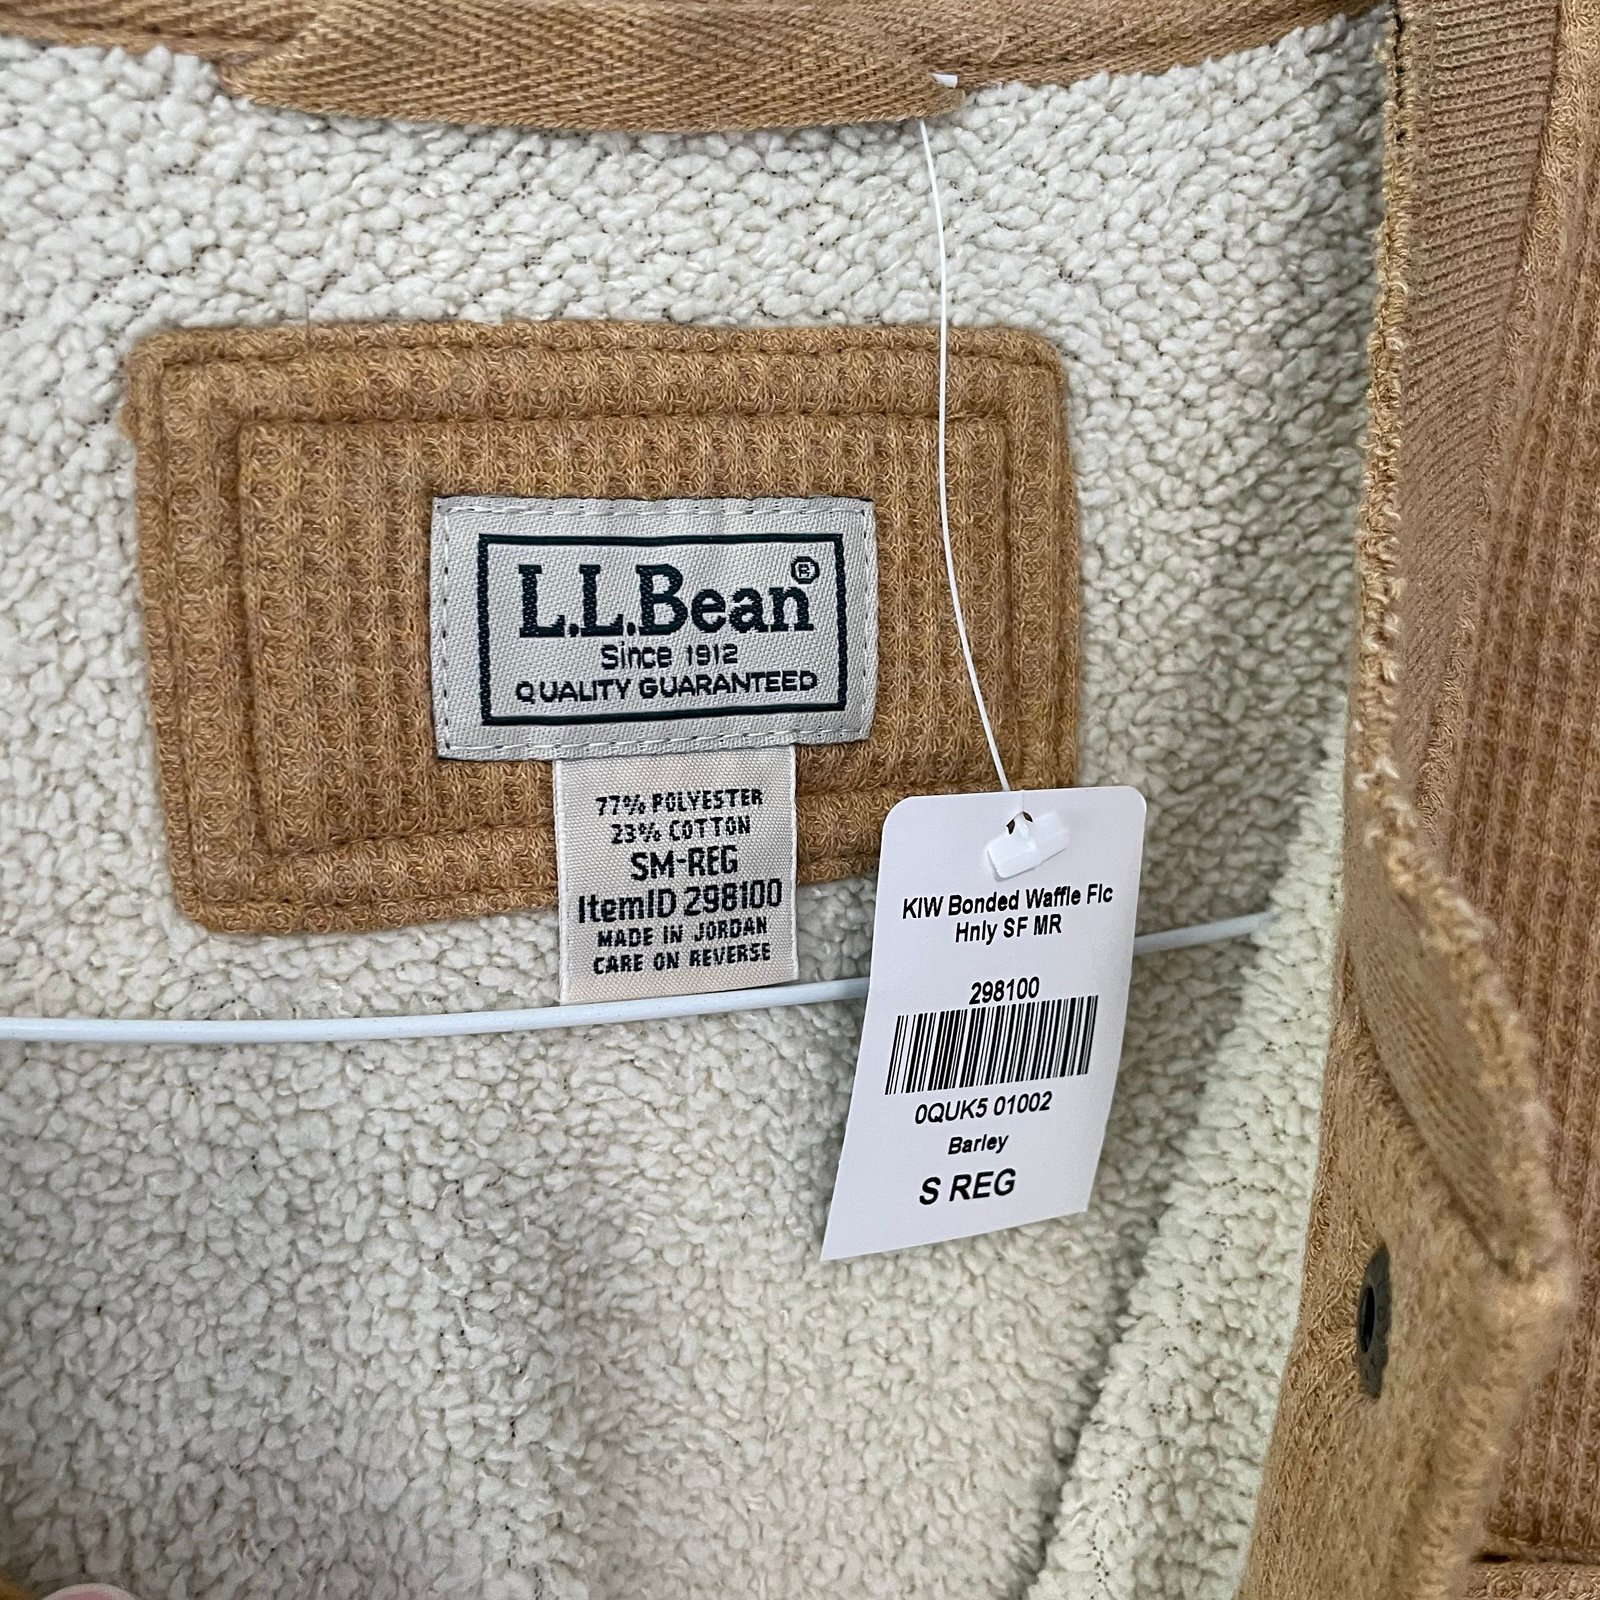 L.L.Bean®
Since 1912
QUALITY GUARANTEED
77% POLYESTER
23% COTTON
SM-REG
ItemID 298100
MADE IN JORDAN
CARE ON REVERSE
KIW Bonded Waffle Flc
Hnly SF MR
298100
0QUK5 01002
Barley
S REG